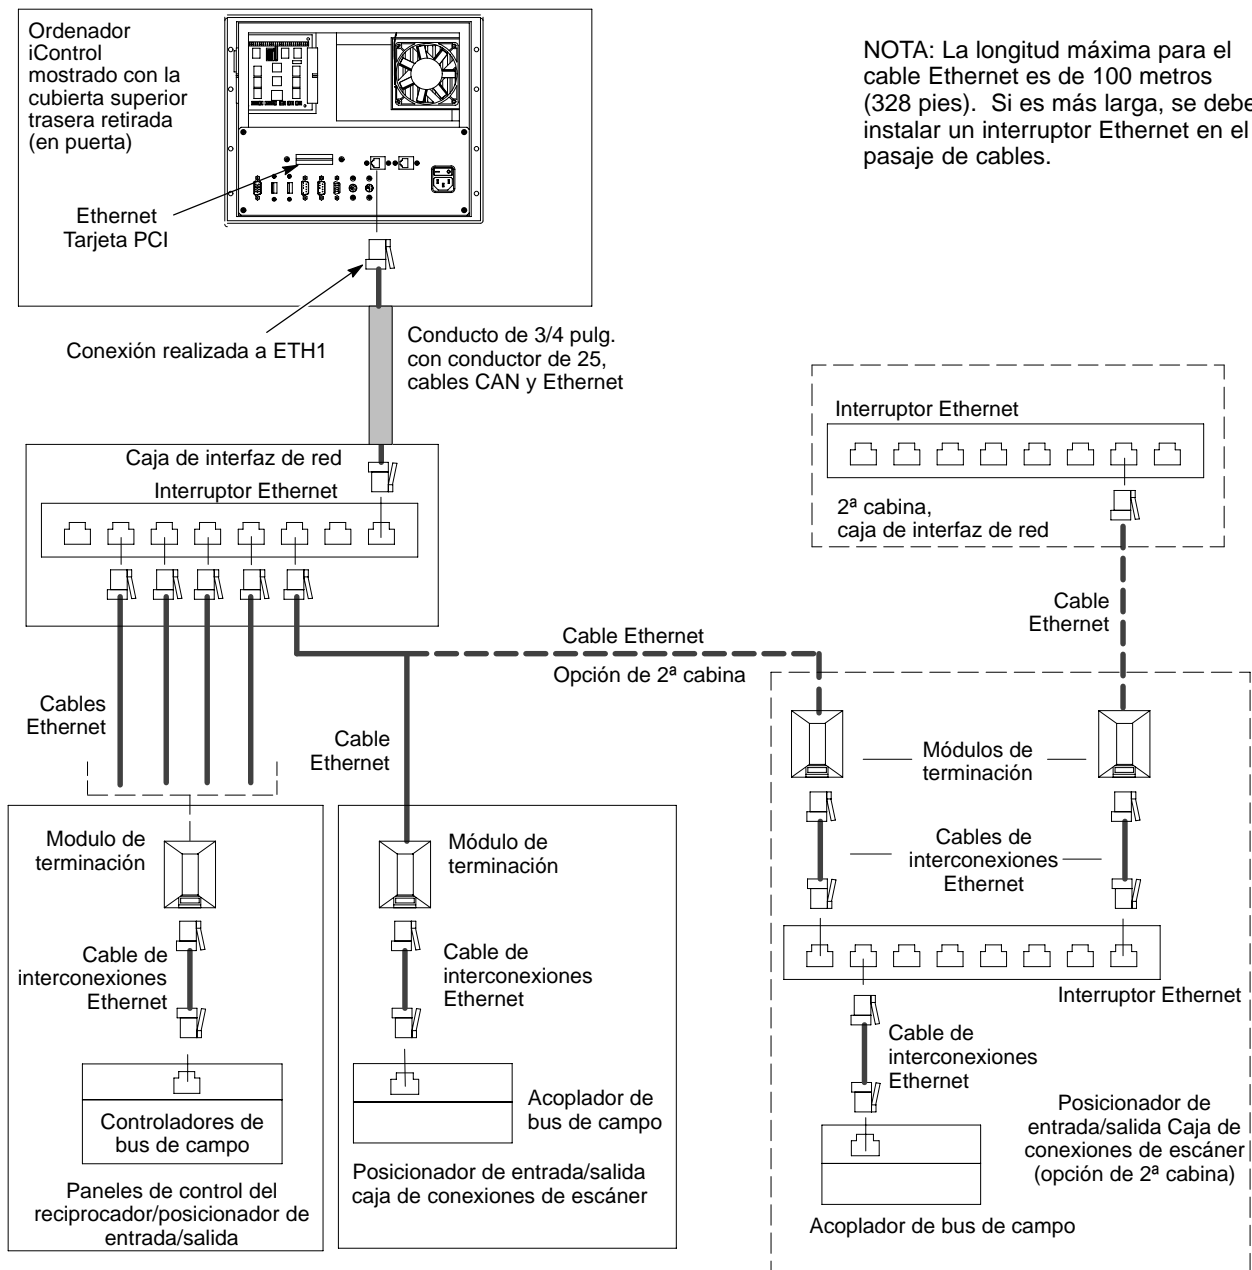 Ordenador
iControl
mostrado con la
cubierta superior
trasera retirada
(en puerta)
Ethernet
Tarjeta PCI
NOTA: La longitud máxima para el
cable Ethernet es de 100 metros
(328 pies). Si es más larga, se debe
instalar un interruptor Ethernet en el
pasaje de cables.
Conexión realizada a ETH1
Conducto de 3/4 pulg.
con conductor de 25,
cables CAN y Ethernet
Caja de interfaz de red
Interruptor Ethernet
Interruptor Ethernet
2ª cabina,
caja de interfaz de red
Cable
Ethernet
Cable Ethernet
Opción de 2ª cabina
Cables
Ethernet
Cable
Ethernet
Módulos de
terminación
Modulo de
terminación
Módulo de
terminación
Cables de
interconexiones
Ethernet
Cable de
interconexiones
Ethernet
Cable de
interconexiones
Ethernet
Interruptor Ethernet
Cable de
interconexiones
Ethernet
Controladores de
bus de campo
Acoplador de
bus de campo
Posicionador de
entrada/salida Caja de
conexiones de escáner
(opción de 2ª cabina)
Paneles de control del
reciprocador/posicionador de
entrada/salida
Posicionador de entrada/salida
caja de conexiones de escáner
Acoplador de bus de campo